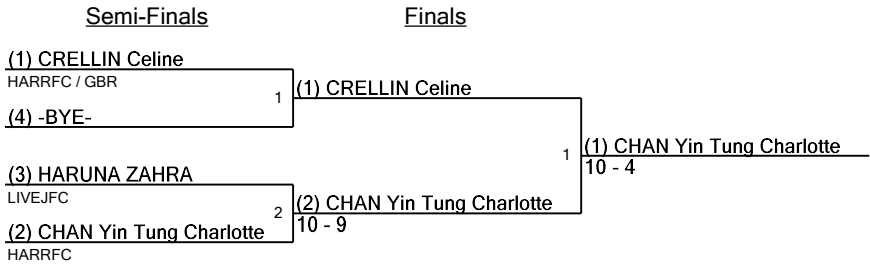 Semi-Finals
Finals
(1) CRELLIN Celine
HARRFC / GBR
1
(1) CRELLIN Celine
(4) -BYE-
1
(1) CHAN Yin Tung Charlotte
10 - 4
(3) HARUNA ZAHRA
LIVEJFC
2
(2) CHAN Yin Tung Charlotte
10 - 9
(2) CHAN Yin Tung Charlotte
HARRFC